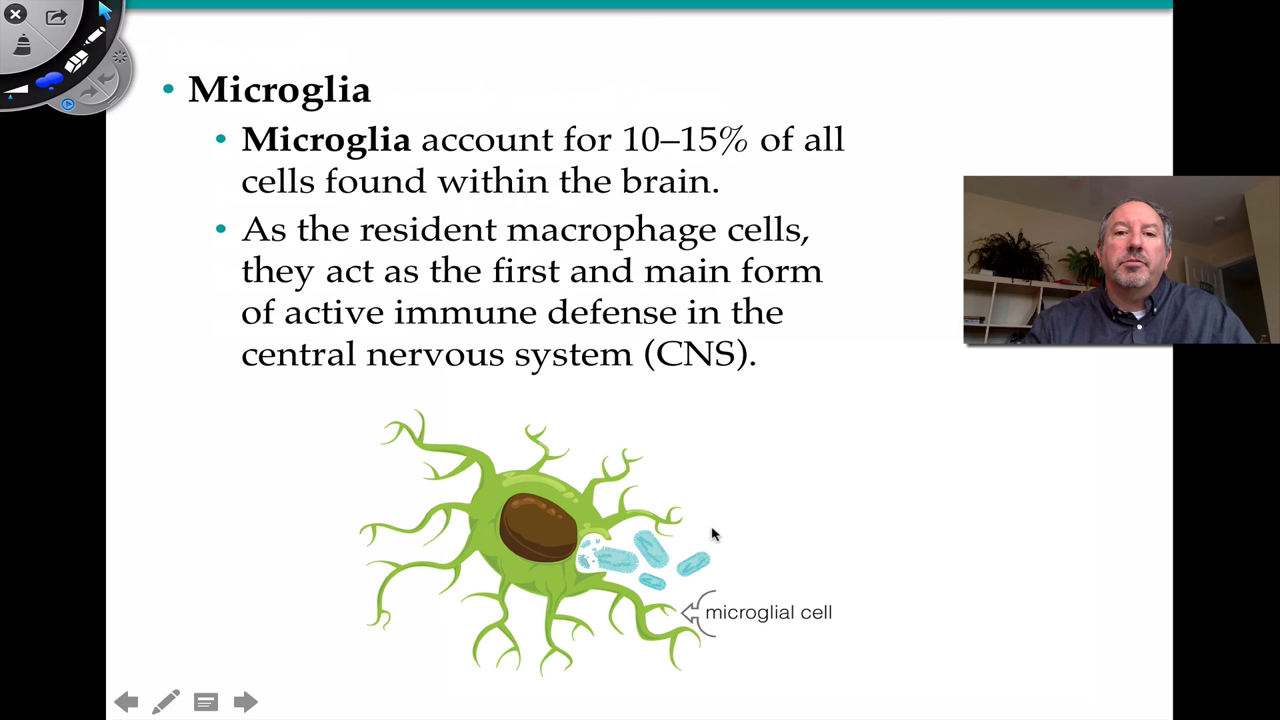 • Microglia
• Microglia account for 10–15% of all
cells found within the brain.
• As the resident macrophage cells,
they act as the first and main form
of active immune defense in the
central nervous system (CNS).
microglial cell